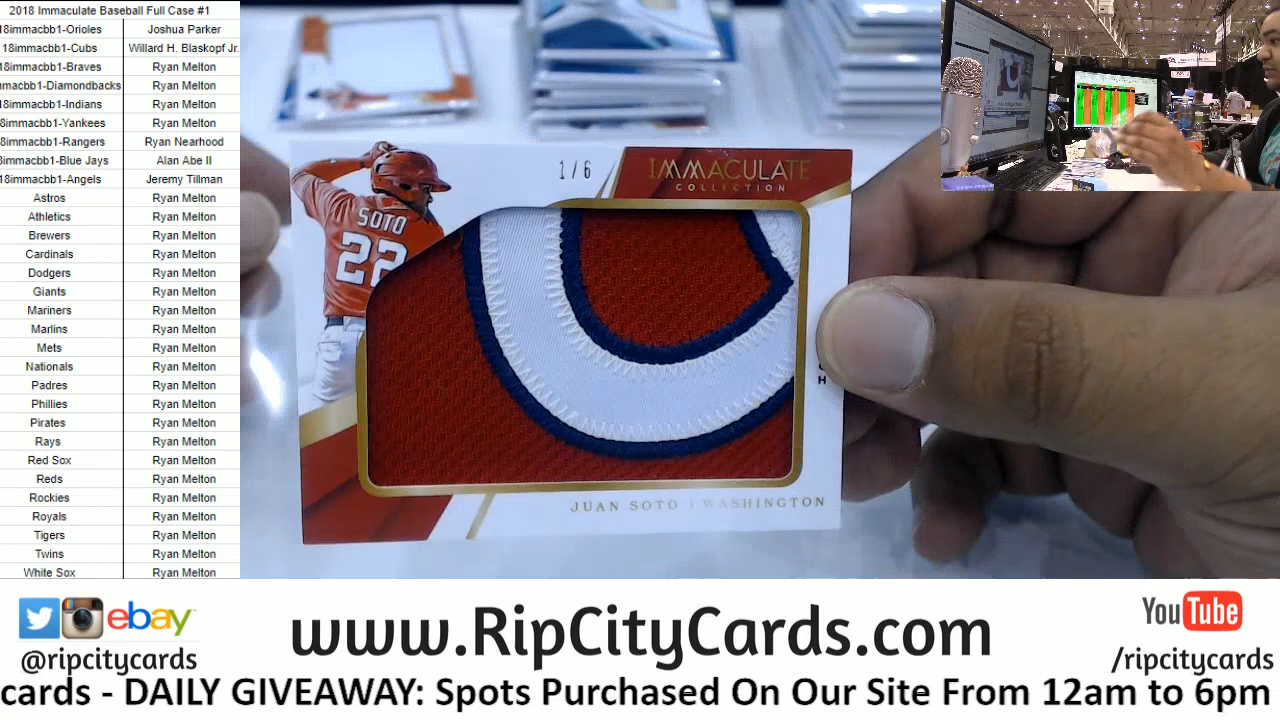 2018 Immaculate Baseball Full Case #1
18immacbb1-Orioles Joshua Parker
18immacbb1-Cubs Willard H. Blaskopf Jr.
18immacbb1-Braves Ryan Melton
macbb1-Diamondbacks Ryan Melton
18immacbb1-Indians Ryan Melton
8immacbb1-Yankees Ryan Melton
8immacbb1-Rangers Ryan Nearhood
immacbb1-Blue Jays Alan Abe II
18immacbb1-Angels Jeremy Tillman
Astros Ryan Melton
Athletics Ryan Melton
Brewers Ryan Melton
Cardinals Ryan Melton
Dodgers Ryan Melton
Giants Ryan Melton
Mariners Ryan Melton
Marlins Ryan Melton
Mets Ryan Melton
Nationals Ryan Melton
Padres Ryan Melton
Phillies Ryan Melton
Pirates Ryan Melton
Rays Ryan Melton
Red Sox Ryan Melton
Reds Ryan Melton
Rockies Ryan Melton
Royals Ryan Melton
Tigers Ryan Melton
Twins Ryan Melton
White Sox Ryan Melton
1/6
IMMACULATE
COLLECTION
SOTO
22
H
JUAN SOTO | WASHINGTON
ebay
@ripcitycards
www.RipCityCards.com
YouTube
/ripcitycards
cards - DAILY GIVEAWAY: Spots Purchased On Our Site From 12am to 6pm